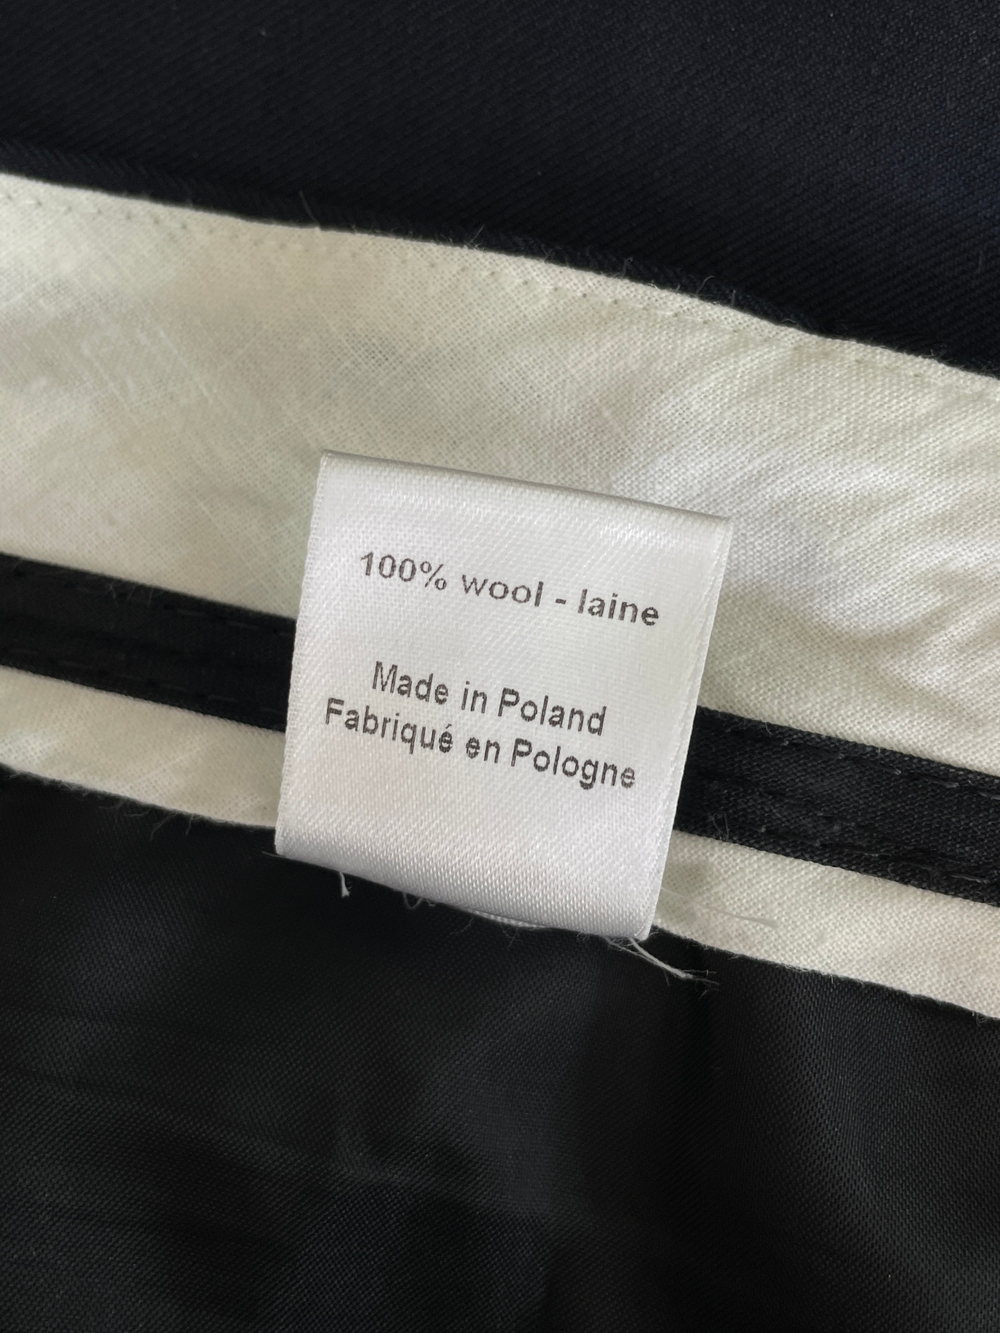 100% wool - laine
Made in Poland
Fabriqué en Pologne